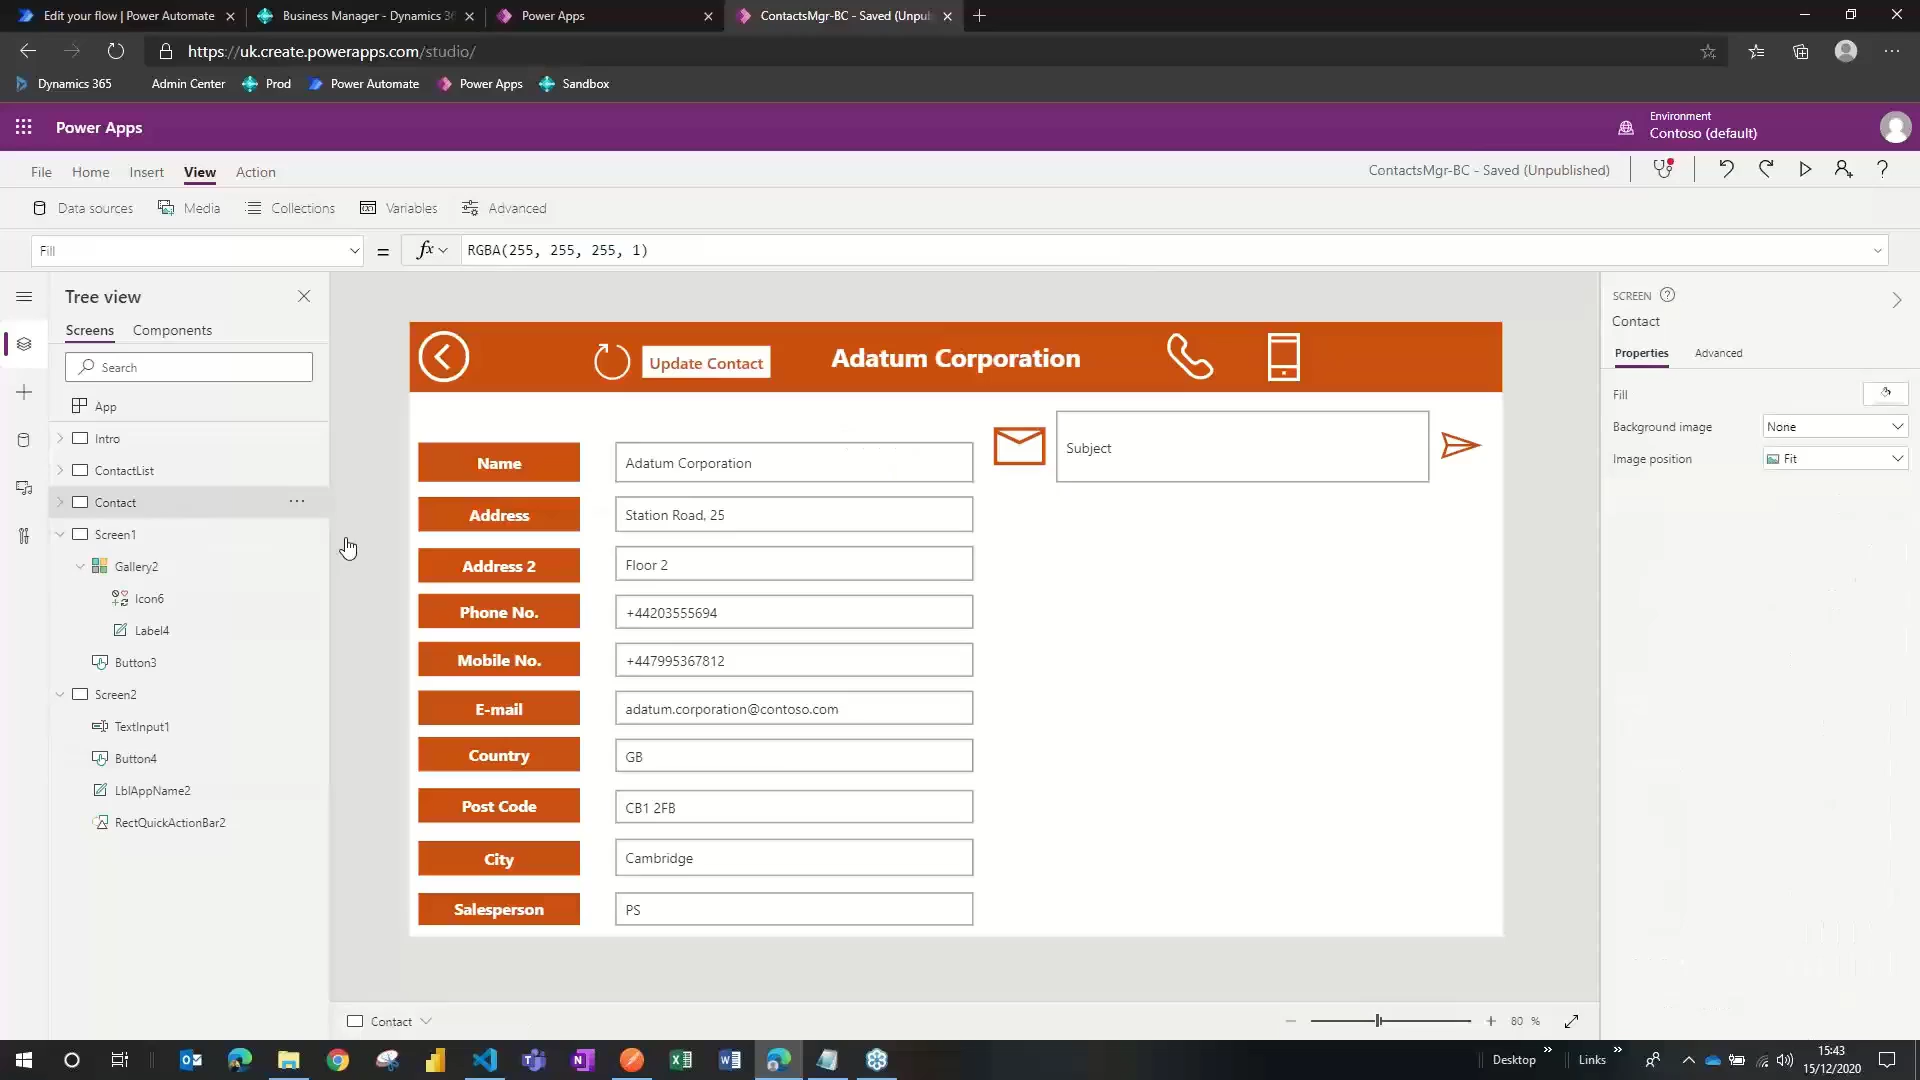 Edit your flow | Power Automate
Business Manager - Dynamics 36
Power Apps
ContactsMgr-BC - Saved (Unpubl
https://uk.create.powerapps.com/studio/
Dynamics 365
Admin Center
Prod
Power Automate
Power Apps
Sandbox
Power Apps
Environment
Contoso (default)
File
Home
Insert
View
Action
ContactsMgr-BC - Saved (Unpublished)
Data sources
Media
Collections
Variables
Advanced
Fill
=
fx
RGBA(255, 255, 255, 1)
Tree view
Screens
Components
Search
App
Intro
ContactList
Contact
Screen1
Gallery2
Icon6
Label4
Button3
Screen2
TextInput1
Button4
LblAppName2
RectQuickActionBar2
Update Contact
Adatum Corporation
Name
Adatum Corporation
Subject
Address
Station Road, 25
Address 2
Floor 2
Phone No.
+44203555694
Mobile No.
+447995367812
E-mail
adatum.corporation@contoso.com
Country
GB
Post Code
CB1 2FB
City
Cambridge
Salesperson
PS
SCREEN
Contact
Properties
Advanced
Fill
Background image
None
Image position
Fit
Contact
80 %
Desktop
Links
15:43
15/12/2020